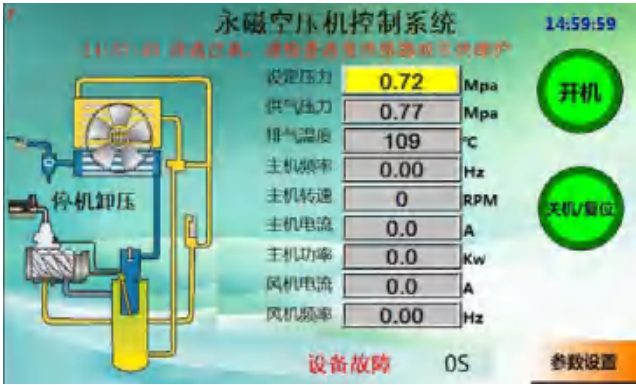 永磁空压机控制系统
14:59:59
设定压力 0.72 Mpa
供气压力 0.77 Mpa
排气温度 109 ℃
主机频率 0.00 Hz
主机转速 0 RPM
主机电流 0.0 A
主机功率 0.0 Kw
风机电流 0.0 A
风机频率 0.00 Hz
开机
关机/复位
停机卸压
设备故障 0S
参数设置